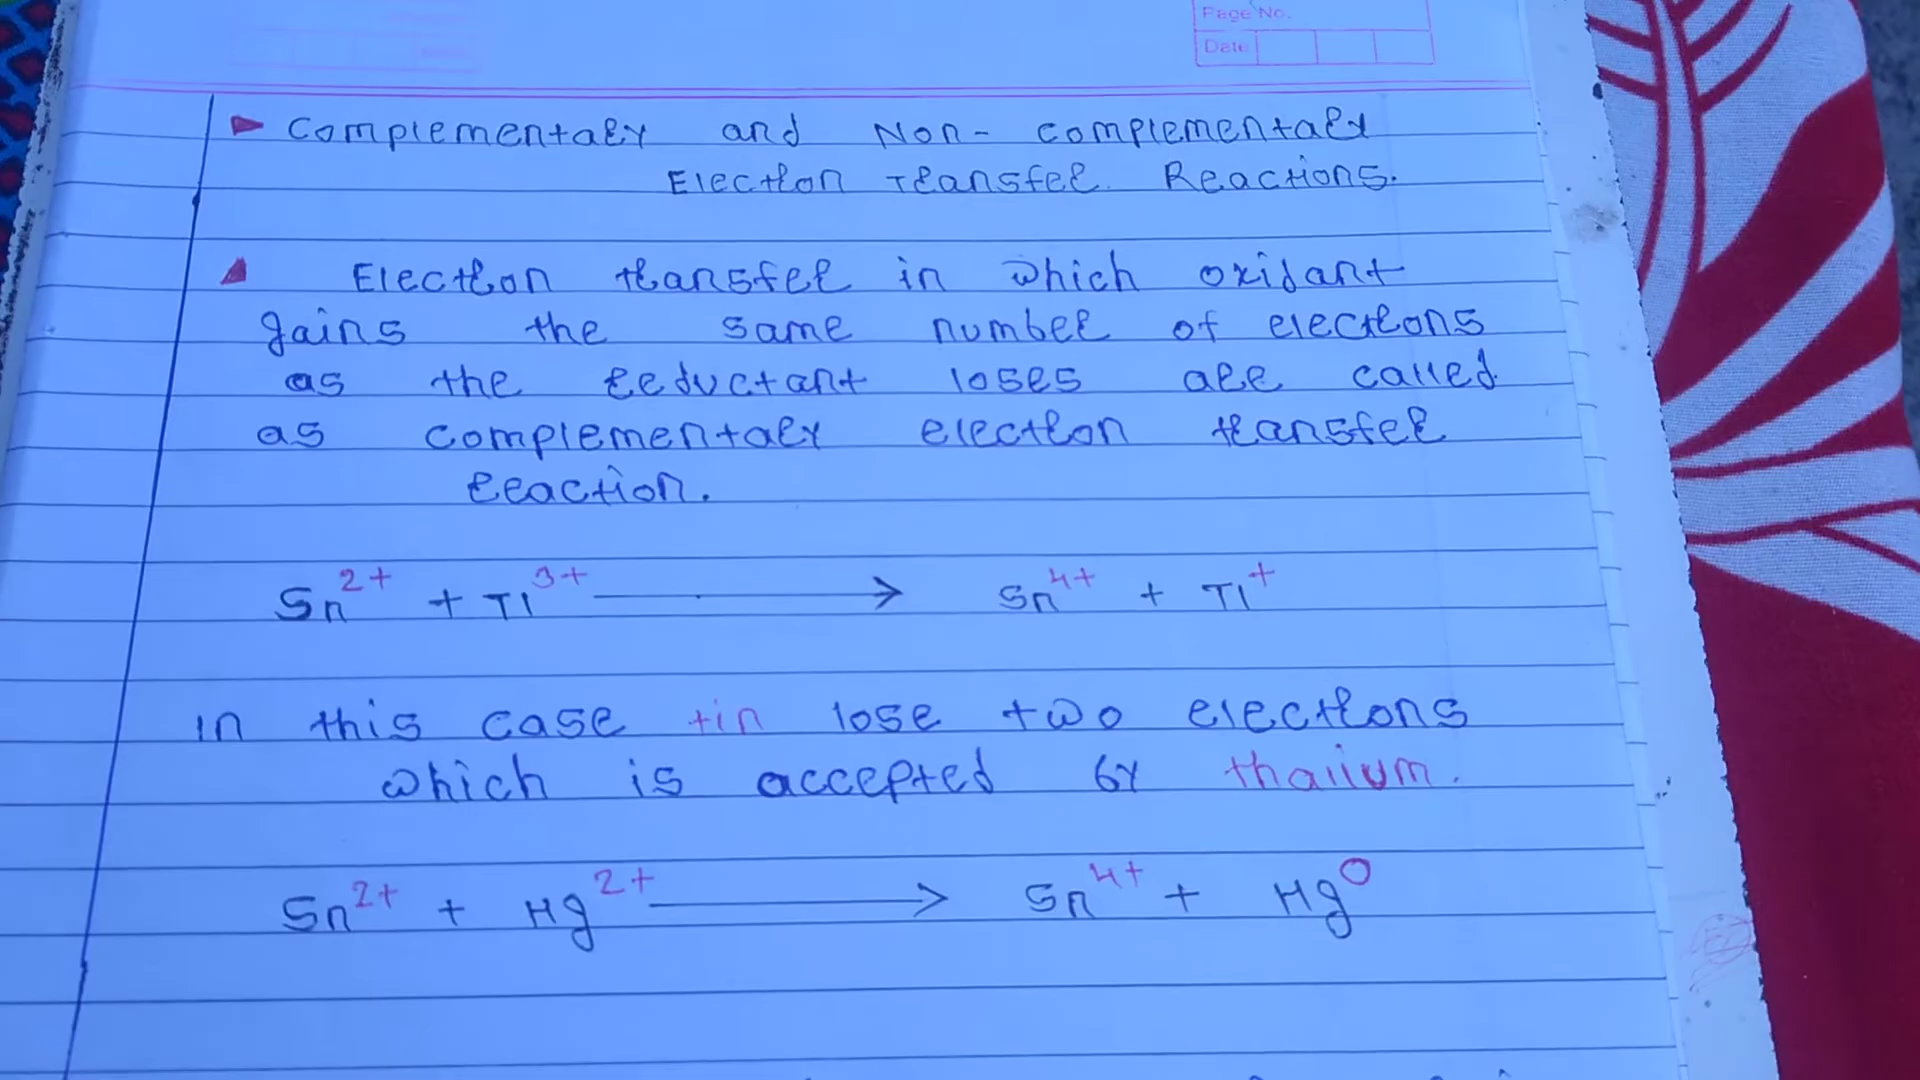 Page No.
Date
Complementary and Non-complementary
Electron Transfer Reactions.
Electron transfer in which oxidant
gains the same number of electrons
as the reductant loses are called
as complementary electron transfer
reaction.
Sn²⁺ + Tl³⁺ ⟶ Sn⁴⁺ + Tl⁺
In this case tin lose two electrons
which is accepted by thallium.
Sn²⁺ + Hg²⁺ ⟶ Sn⁴⁺ + Hg⁰